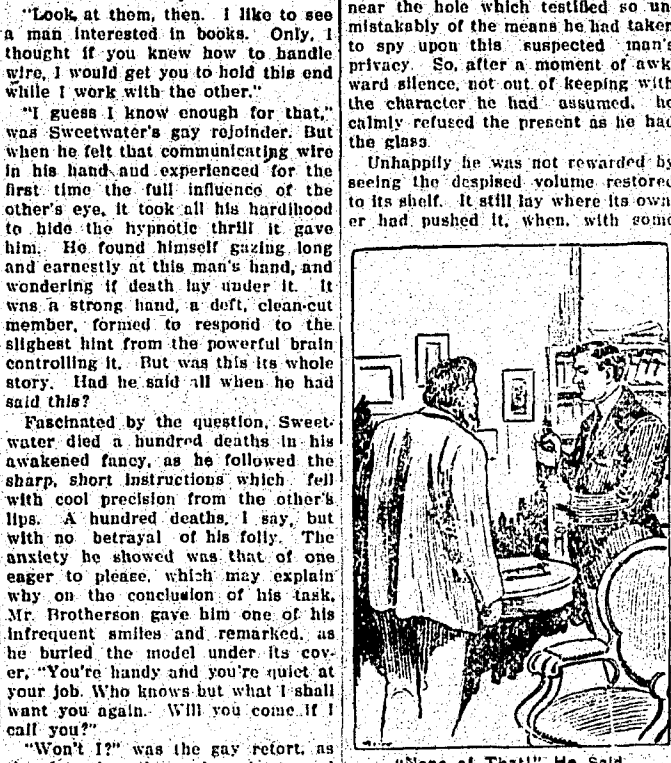 "Look at them, then. I like to see
a man interested in books. Only, I
thought if you knew how to handle
wire, I would get you to hold this end
while I work with the other."
"I guess I know enough for that,"
was Sweetwater's gay rejoinder. But
when he felt that communicating wire
in his hand and experienced for the
first time the full influence of the
other's eye, it took all his hardihood
to hide the hypnotic thrill it gave
him. He found himself gazing long
and earnestly at this man's hand, and
wondering if death lay under it. It
was a strong hand, a deft, clean-cut
member, formed to respond to the
slighest hint from the powerful brain
controlling it. But was this its whole
story. Had he said all when he had
said this?
Fascinated by the question, Sweet-
water died a hundred deaths in his
awakened fancy, as he followed the
sharp, short instructions which fell
with cool precision from the other's
lips. A hundred deaths, I say, but
with no betrayal of his folly. The
anxiety he showed was that of one
eager to please, which may explain
why on the conclusion of his task,
Mr. Brotherson gave him one of his
infrequent smiles and remarked, as
he buried the model under its cov-
er, "You're handy and you're quiet at
your job. Who knows but what I shall
want you again. Will you come if I
call you?"
"Won't I?" was the gay retort, as
near the hole which testified so un
mistakably of the means he had taken
to spy upon this suspected man's
privacy. So, after a moment of awk
ward silence, not out of keeping with
the character he had assumed, he
calmly refused the present as he had
the glass.
Unhappily he was not rewarded by
seeing the despised volume restored
to its shelf. It still lay where its own
er had pushed it, when, with some
"None of That!" He Said